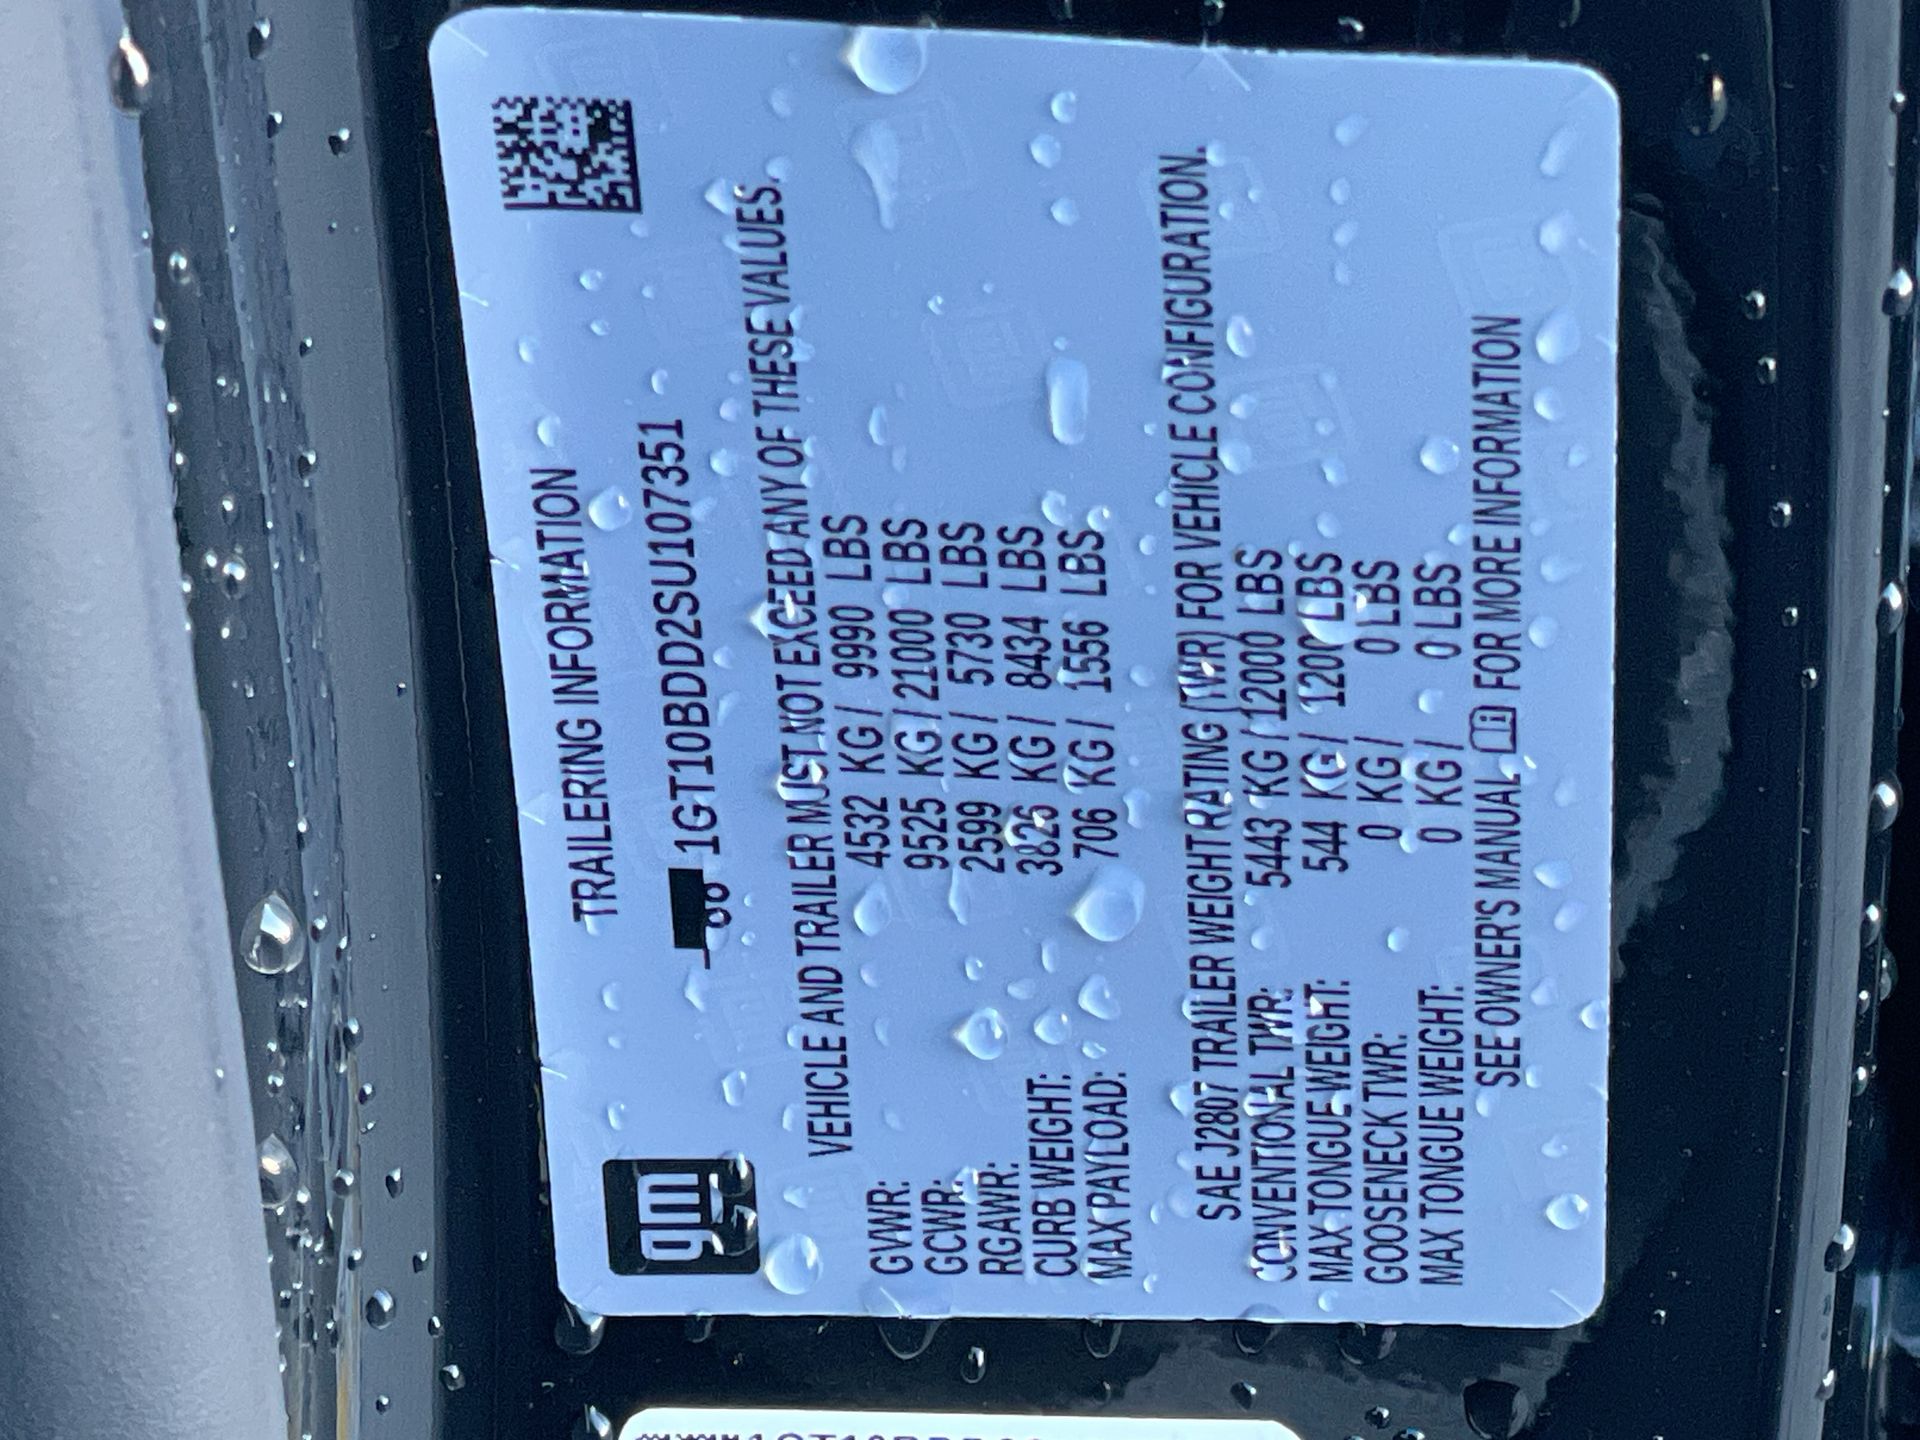 TRAILERING INFORMATION
gm
1GT10BDD2SU107351
VEHICLE AND TRAILER MUST NOT EXCEED ANY OF THESE VALUES.
GVWR: 4532 KG / 9990 LBS
GCWR: 9525 KG / 21000 LBS
RGAWR: 2599 KG / 5730 LBS
CURB WEIGHT: 3826 KG / 8434 LBS
MAX PAYLOAD: 706 KG / 1556 LBS
SAE J2807 TRAILER WEIGHT RATING (TWR) FOR VEHICLE CONFIGURATION.
CONVENTIONAL TWR: 5443 KG / 12000 LBS
MAX TONGUE WEIGHT: 544 KG / 1200 LBS
GOOSENECK TWR: 0 KG / 0 LBS
MAX TONGUE WEIGHT: 0 KG / 0 LBS
SEE OWNER'S MANUAL FOR MORE INFORMATION